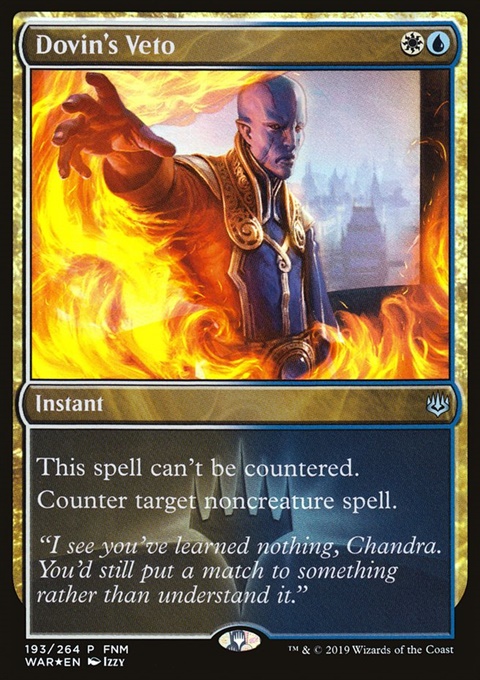 Dovin's Veto
Instant
This spell can't be countered.
Counter target noncreature spell.
"I see you've learned nothing, Chandra.
You'd still put a match to something
rather than understand it."
193/264 P FNM
WAR★EN Izzy
™ & © 2019 Wizards of the Coast